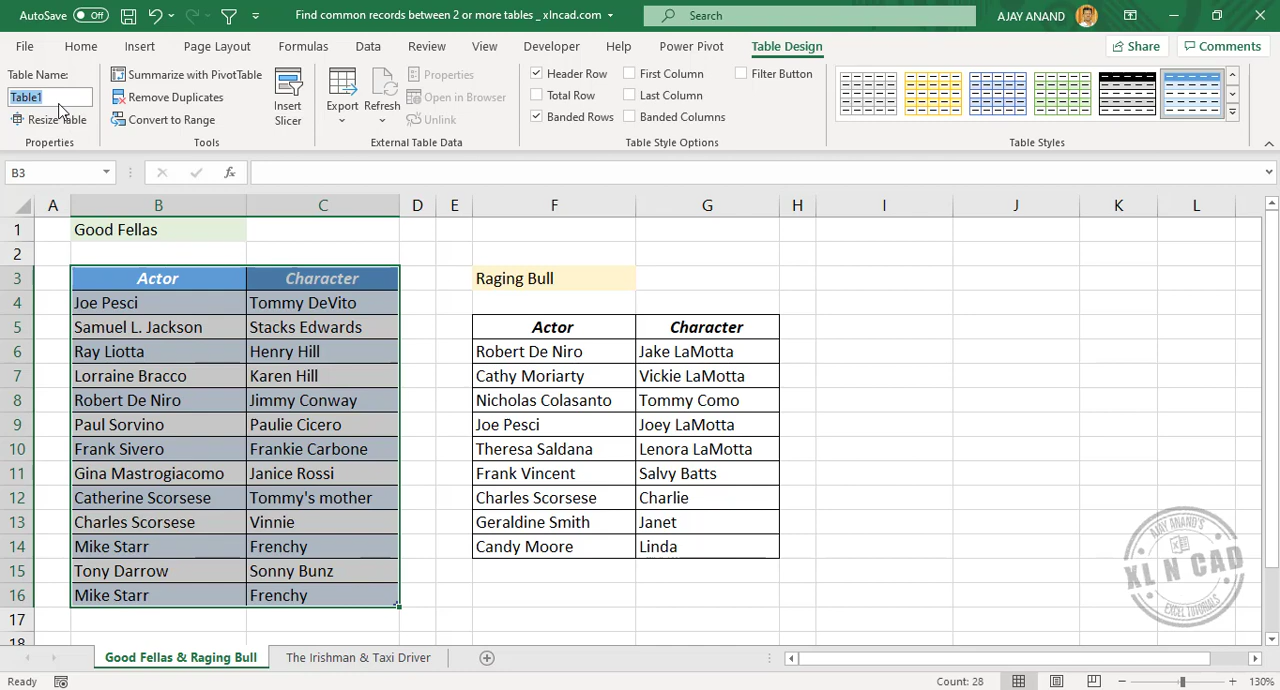 AutoSave Off
Find common records between 2 or more tables _ xlncad.com
Search
AJAY ANAND
File Home Insert Page Layout Formulas Data Review View Developer Help Power Pivot Table Design
Share Comments
Table Name:
Table1
Resize Table
Properties
Summarize with PivotTable
Remove Duplicates
Convert to Range
Tools
Insert
Slicer
Export
Refresh
Properties
Open in Browser
Unlink
External Table Data
Header Row First Column Filter Button
Total Row Last Column
Banded Rows Banded Columns
Table Style Options
Table Styles
B3
fx
A B C D E F G H I J K L
1 Good Fellas
2
3 Actor Character Raging Bull
4 Joe Pesci Tommy DeVito
5 Samuel L. Jackson Stacks Edwards Actor Character
6 Ray Liotta Henry Hill Robert De Niro Jake LaMotta
7 Lorraine Bracco Karen Hill Cathy Moriarty Vickie LaMotta
8 Robert De Niro Jimmy Conway Nicholas Colasanto Tommy Como
9 Paul Sorvino Paulie Cicero Joe Pesci Joey LaMotta
10 Frank Sivero Frankie Carbone Theresa Saldana Lenora LaMotta
11 Gina Mastrogiacomo Janice Rossi Frank Vincent Salvy Batts
12 Catherine Scorsese Tommy's mother Charles Scorsese Charlie
13 Charles Scorsese Vinnie Geraldine Smith Janet
14 Mike Starr Frenchy Candy Moore Linda
15 Tony Darrow Sonny Bunz
16 Mike Starr Frenchy
17
18
AJAY ANAND'S
XL N CAD
EXCEL TUTORIALS
Good Fellas & Raging Bull The Irishman & Taxi Driver
Ready
Count: 28
130%